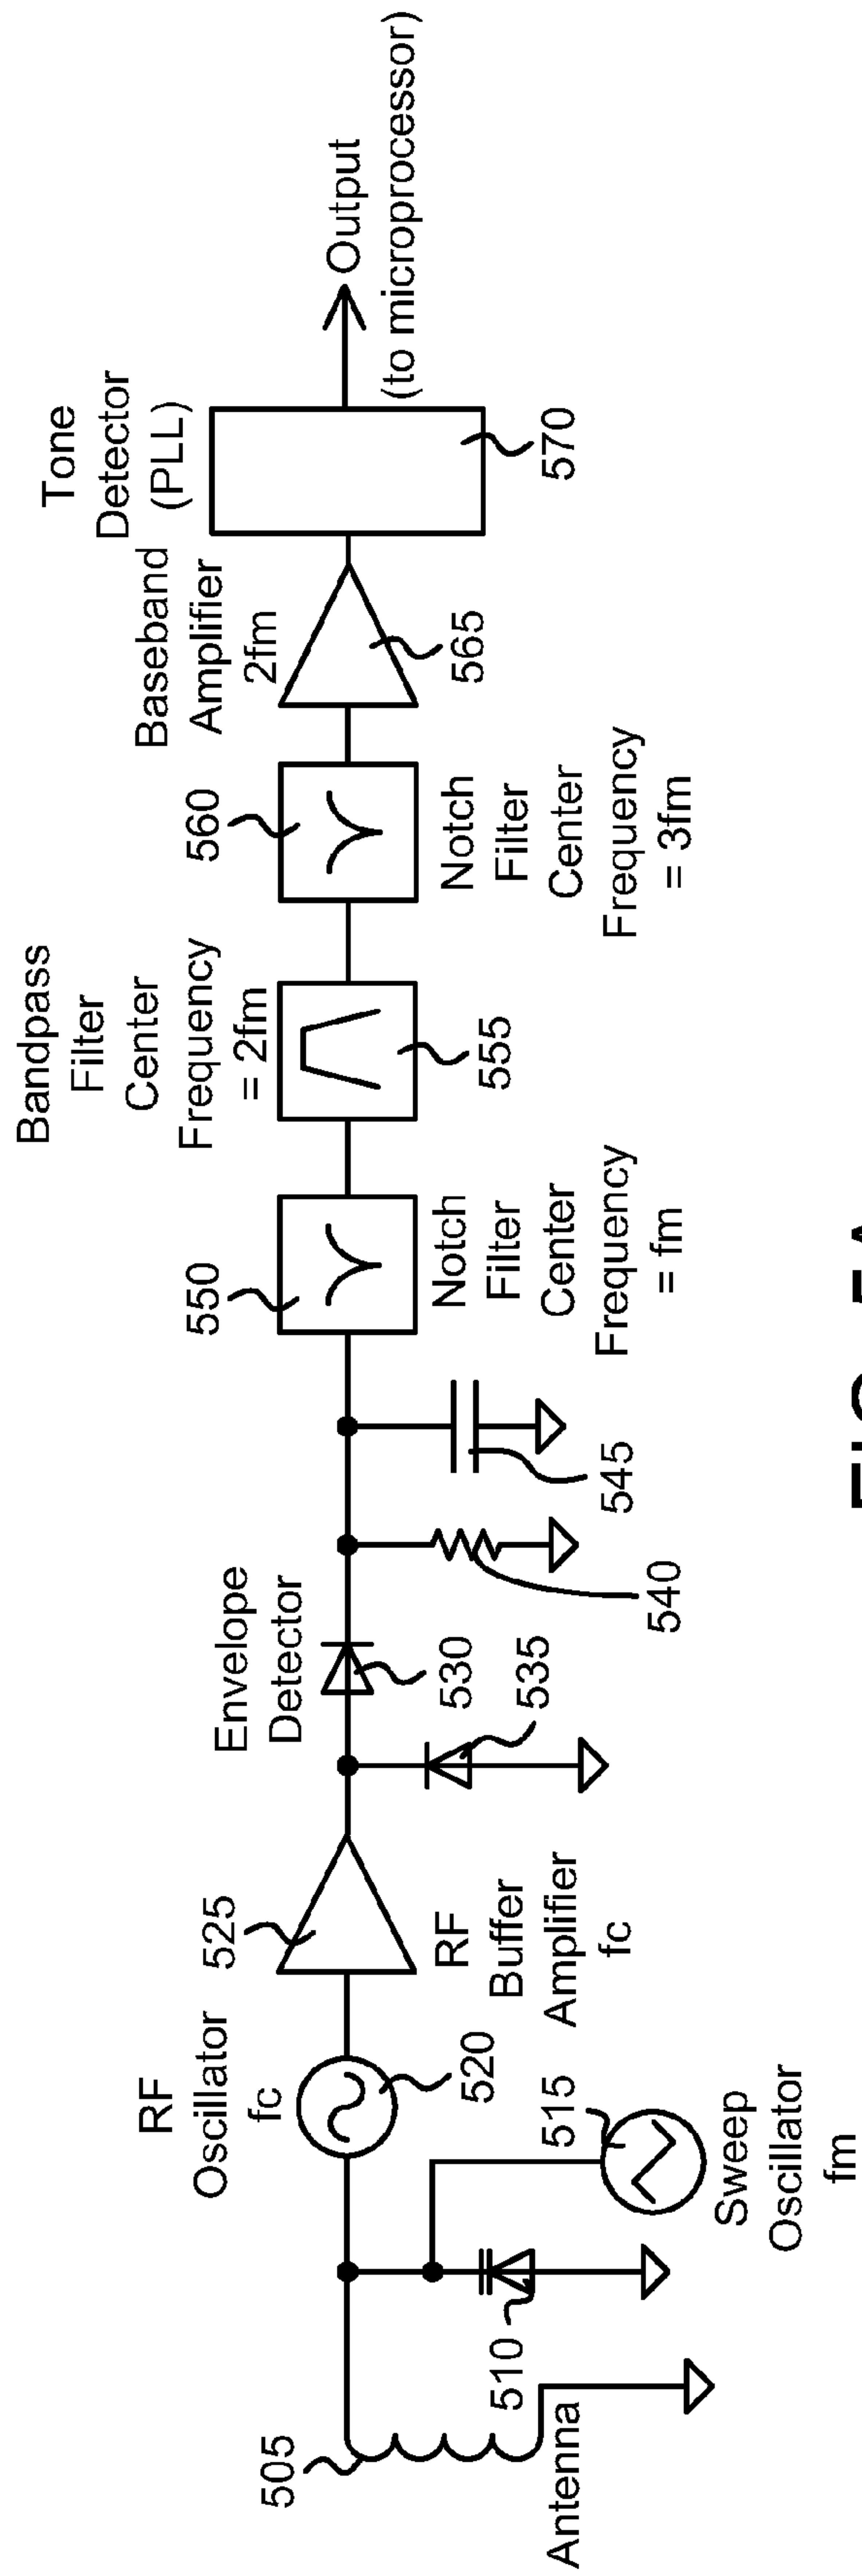 505
Antenna
510
515
Sweep
Oscillator
fm
RF
Oscillator
fc
520
525
RF
Buffer
Amplifier
fc
Envelope
Detector
530
535
540
545
550
Notch
Filter
Center
Frequency
= fm
Bandpass
Filter
Center
Frequency
= 2fm
555
560
Notch
Filter
Center
Frequency
= 3fm
Baseband
Amplifier
2fm
565
Tone
Detector
(PLL)
570
Output
(to microprocessor)